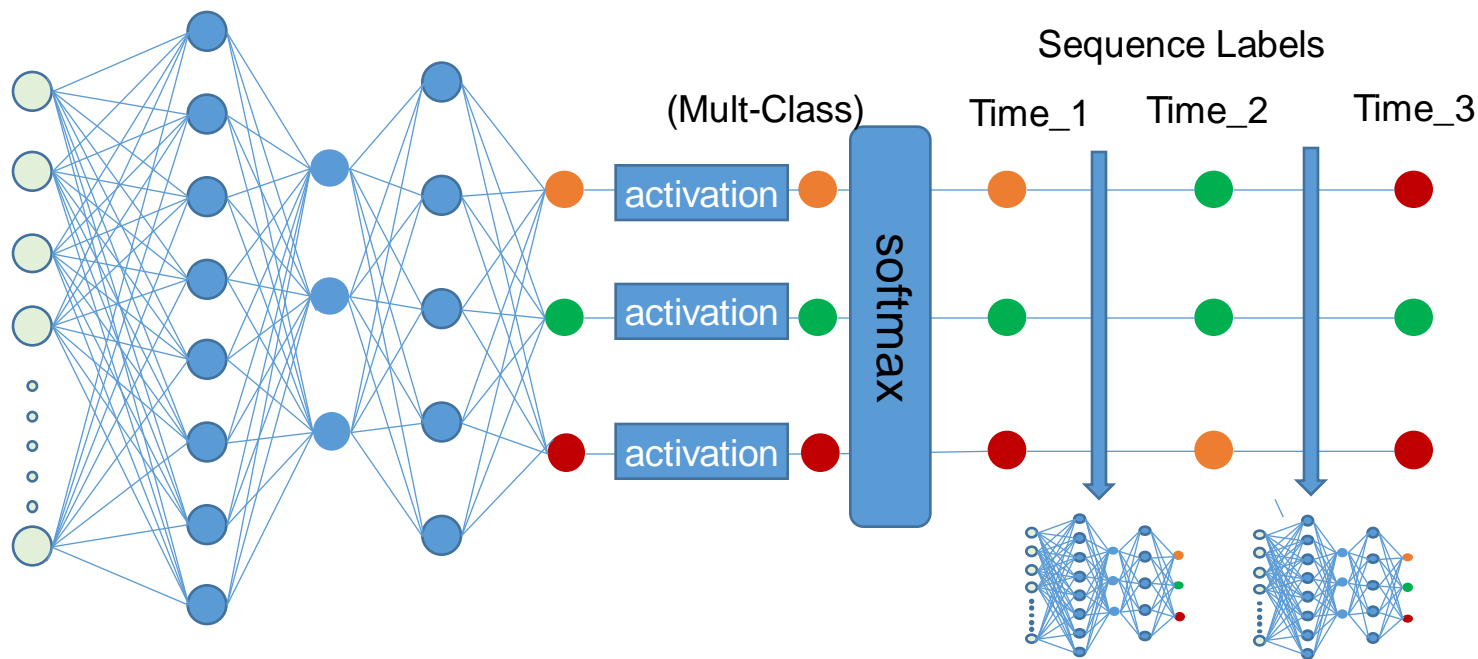 Sequence Labels
(Mult-Class)
Time_1
Time_2
Time_3
activation
activation
activation
softmax